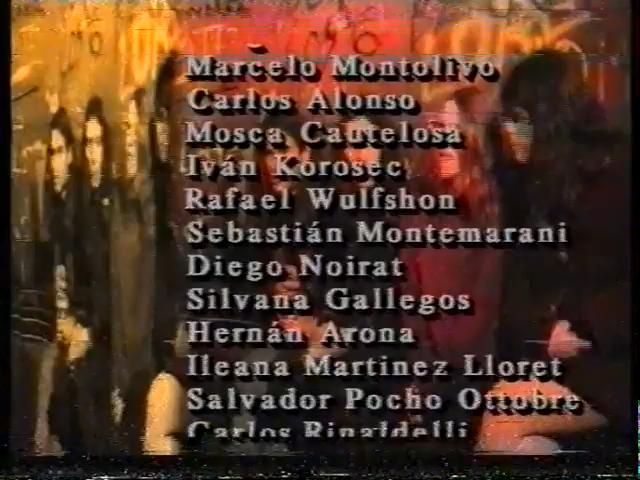 Marcelo Montolivo
Carlos Alonso
Mosca Cautelosa
Iván Korosec
Rafael Wulfshon
Sebastián Montemarani
Diego Noirat
Silvana Gallegos
Hernán Arona
Ileana Martinez Lloret
Salvador Pocho Ottobre
Carlos Rinaldelli